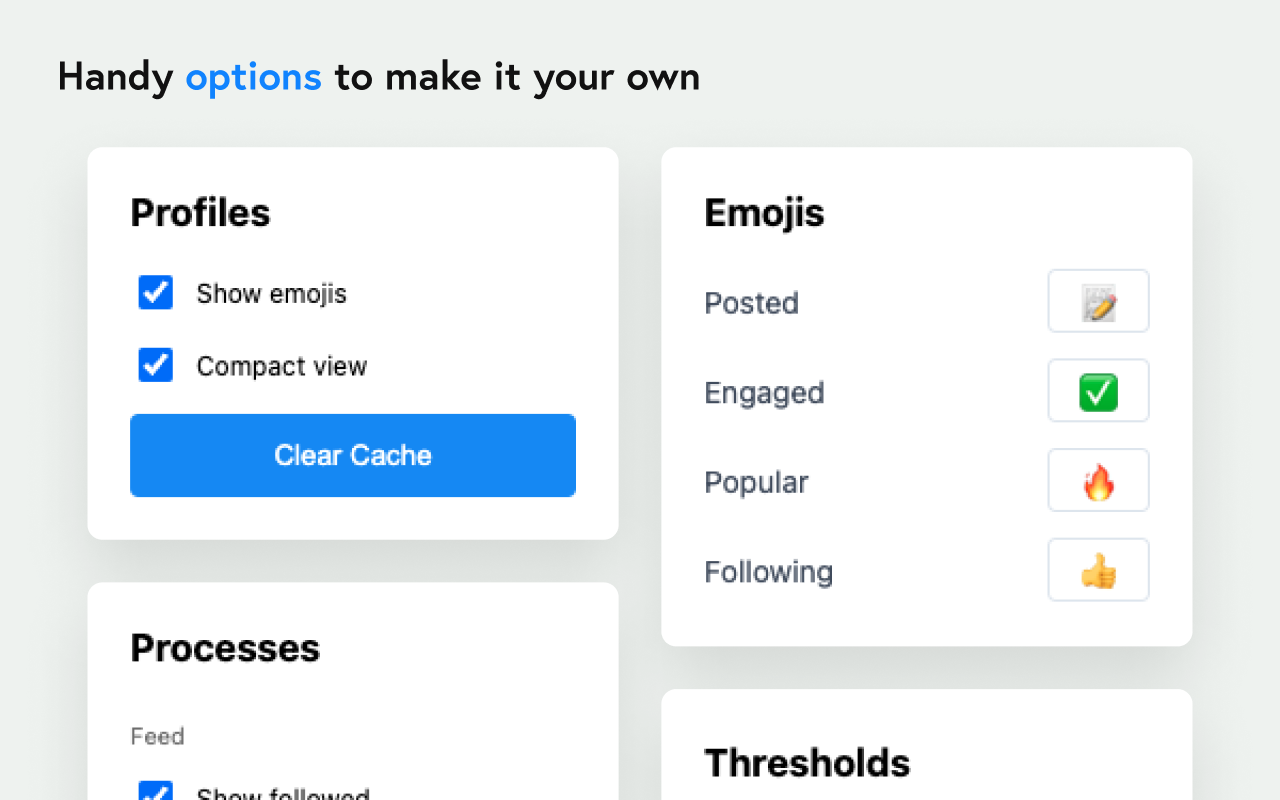 Handy options to make it your own
Profiles
Show emojis
Compact view
Clear Cache
Processes
Feed
Show followed
Emojis
Posted
Engaged
Popular
Following
Thresholds